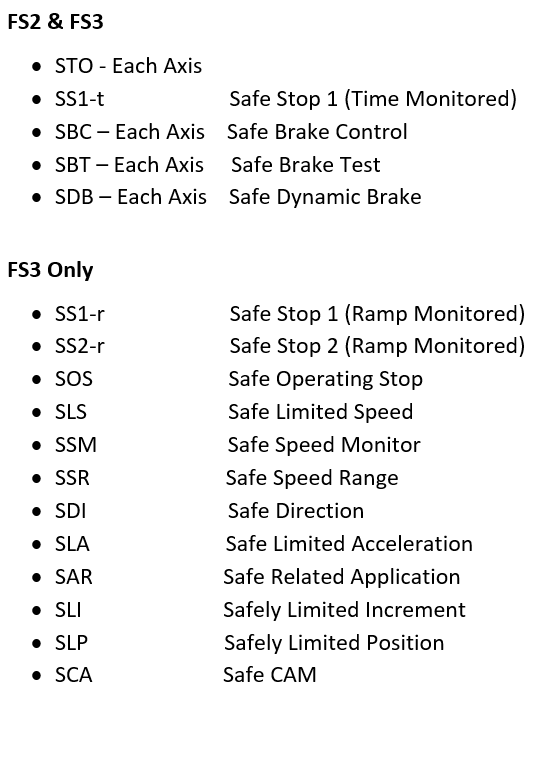 FS2 & FS3
• STO - Each Axis
• SS1-t Safe Stop 1 (Time Monitored)
• SBC – Each Axis Safe Brake Control
• SBT – Each Axis Safe Brake Test
• SDB – Each Axis Safe Dynamic Brake
FS3 Only
• SS1-r Safe Stop 1 (Ramp Monitored)
• SS2-r Safe Stop 2 (Ramp Monitored)
• SOS Safe Operating Stop
• SLS Safe Limited Speed
• SSM Safe Speed Monitor
• SSR Safe Speed Range
• SDI Safe Direction
• SLA Safe Limited Acceleration
• SAR Safe Related Application
• SLI Safely Limited Increment
• SLP Safely Limited Position
• SCA Safe CAM